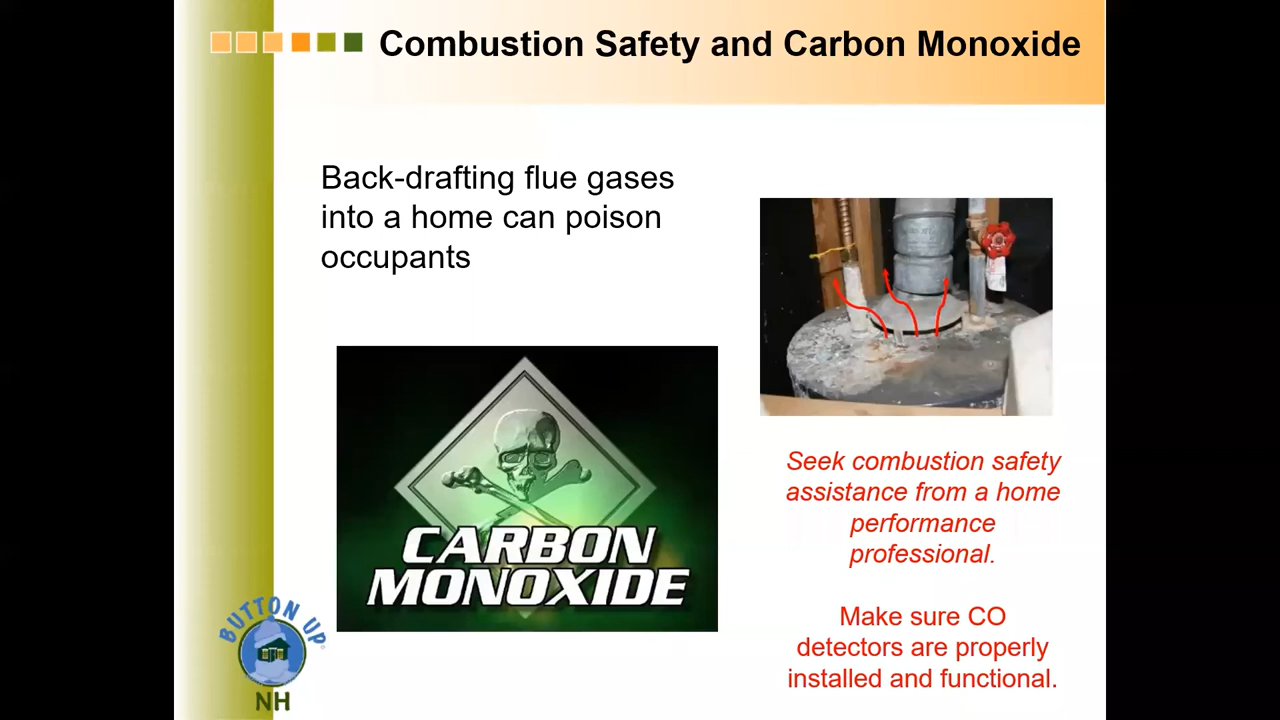 Combustion Safety and Carbon Monoxide
Back-drafting flue gases
into a home can poison
occupants
CARBON
MONOXIDE
Seek combustion safety
assistance from a home
performance
professional.
Make sure CO
detectors are properly
installed and functional.
BUTTON UP
NH